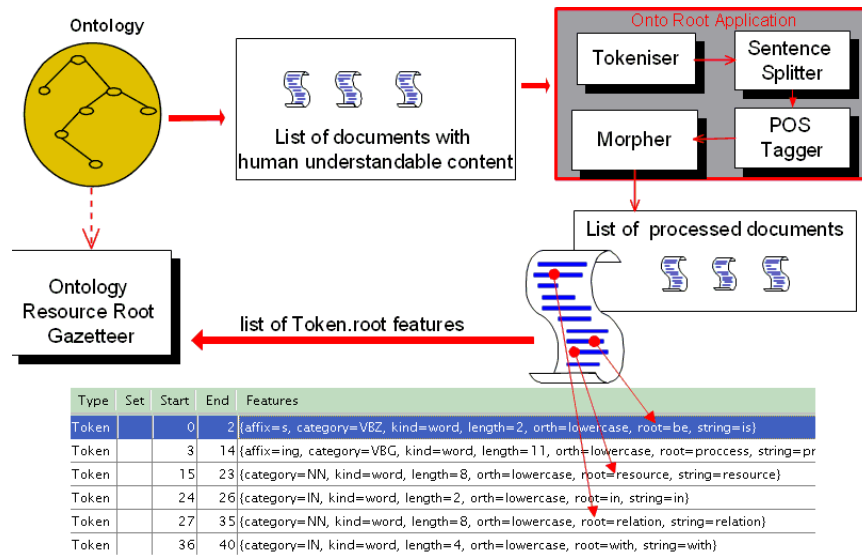 Ontology
List of documents with
human understandable content
Onto Root Application
Tokeniser
Sentence
Splitter
POS
Tagger
Morpher
List of processed documents
Ontology
Resource Root
Gazetteer
list of Token.root features
Type Set Start End Features
Token 0 2 {affix=s, category=VBZ, kind=word, length=2, orth=lowercase, root=be, string=is}
Token 3 14 {affix=ing, category=VBG, kind=word, length=11, orth=lowercase, root=proccess, string=pr
Token 15 23 {category=NN, kind=word, length=8, orth=lowercase, root=resource, string=resource}
Token 24 26 {category=IN, kind=word, length=2, orth=lowercase, root=in, string=in}
Token 27 35 {category=NN, kind=word, length=8, orth=lowercase, root=relation, string=relation}
Token 36 40 {category=IN, kind=word, length=4, orth=lowercase, root=with, string=with}